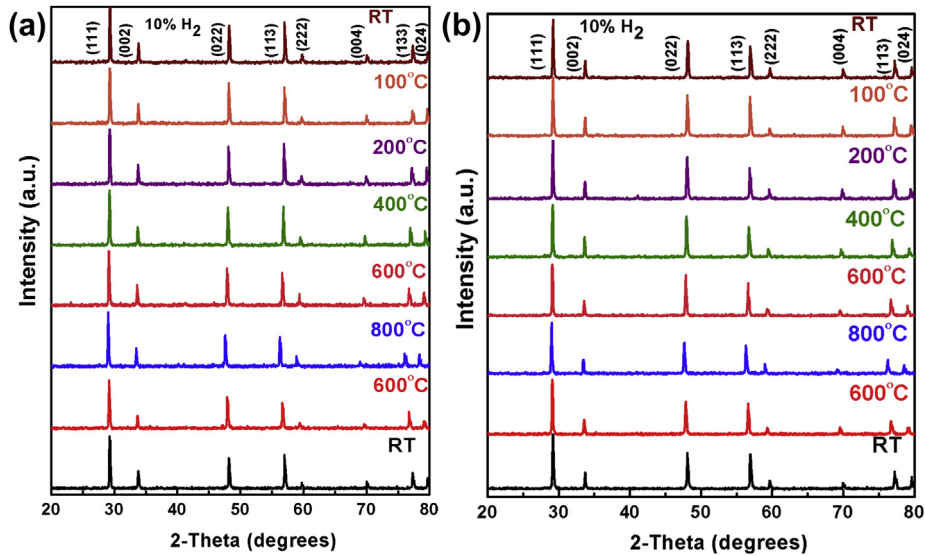 (a)
10% H₂
RT
(111)
(002)
(022)
(113)
(222)
(004)
(133)
(024)
100°C
200°C
400°C
600°C
800°C
600°C
RT
Intensity (a.u.)
20 30 40 50 60 70 80
2-Theta (degrees)
(b)
10% H₂
RT
(111)
(002)
(022)
(113)
(222)
(004)
(113)
(024)
100°C
200°C
400°C
600°C
800°C
600°C
RT
Intensity (a.u.)
20 30 40 50 60 70 80
2-Theta (degrees)